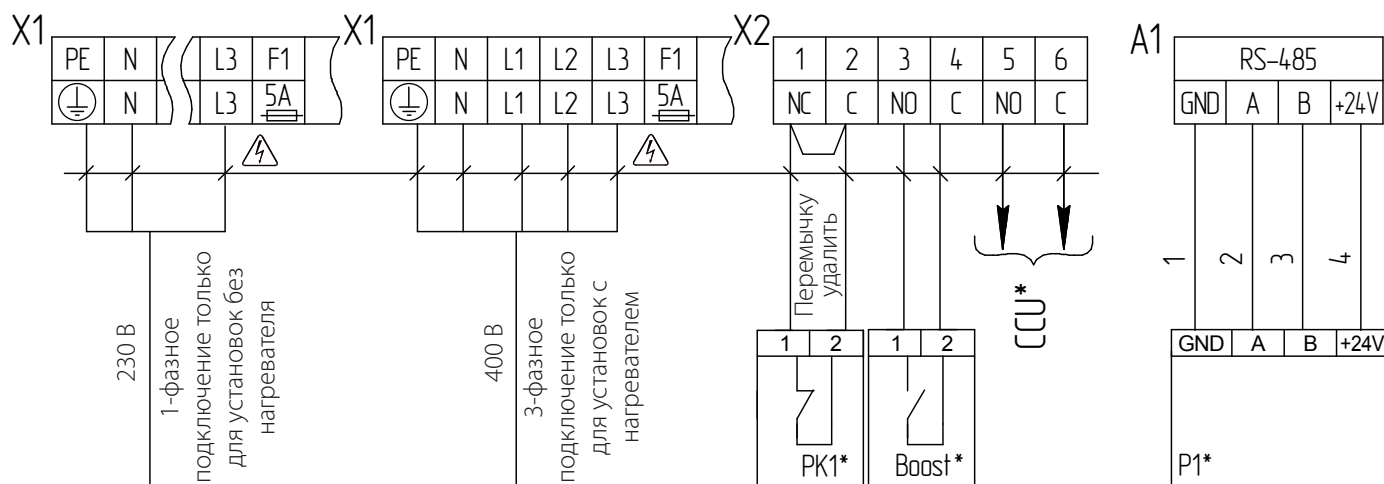 X1
PE N L3 F1
N L3 5A
X1
PE N L1 L2 L3 F1
N L1 L2 L3 5A
X2
1 2 3 4 5 6
NC C NO C NO C
A1
RS-485
GND A B +24V
230 В
1-фазное
подключение только
для установок без
нагревателя
400 В
3-фазное
подключение только
для установок с
нагревателем
Перемычку
удалить
CCU*
1 2 3 4
1 2
PK1*
1 2
Boost*
GND A B +24V
P1*